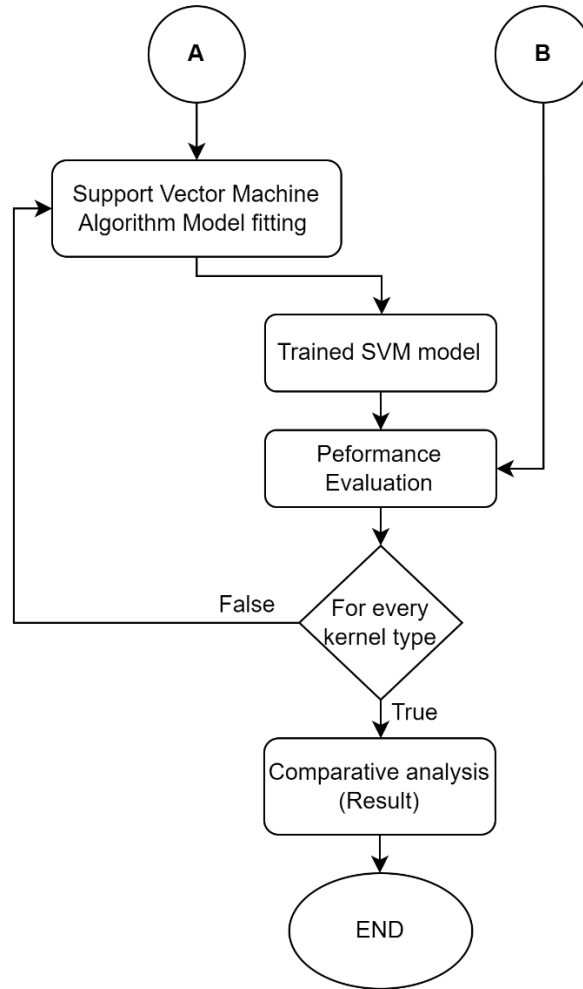 A
B
Support Vector Machine
Algorithm Model fitting
Trained SVM model
Peformance
Evaluation
False
For every
kernel type
True
Comparative analysis
(Result)
END